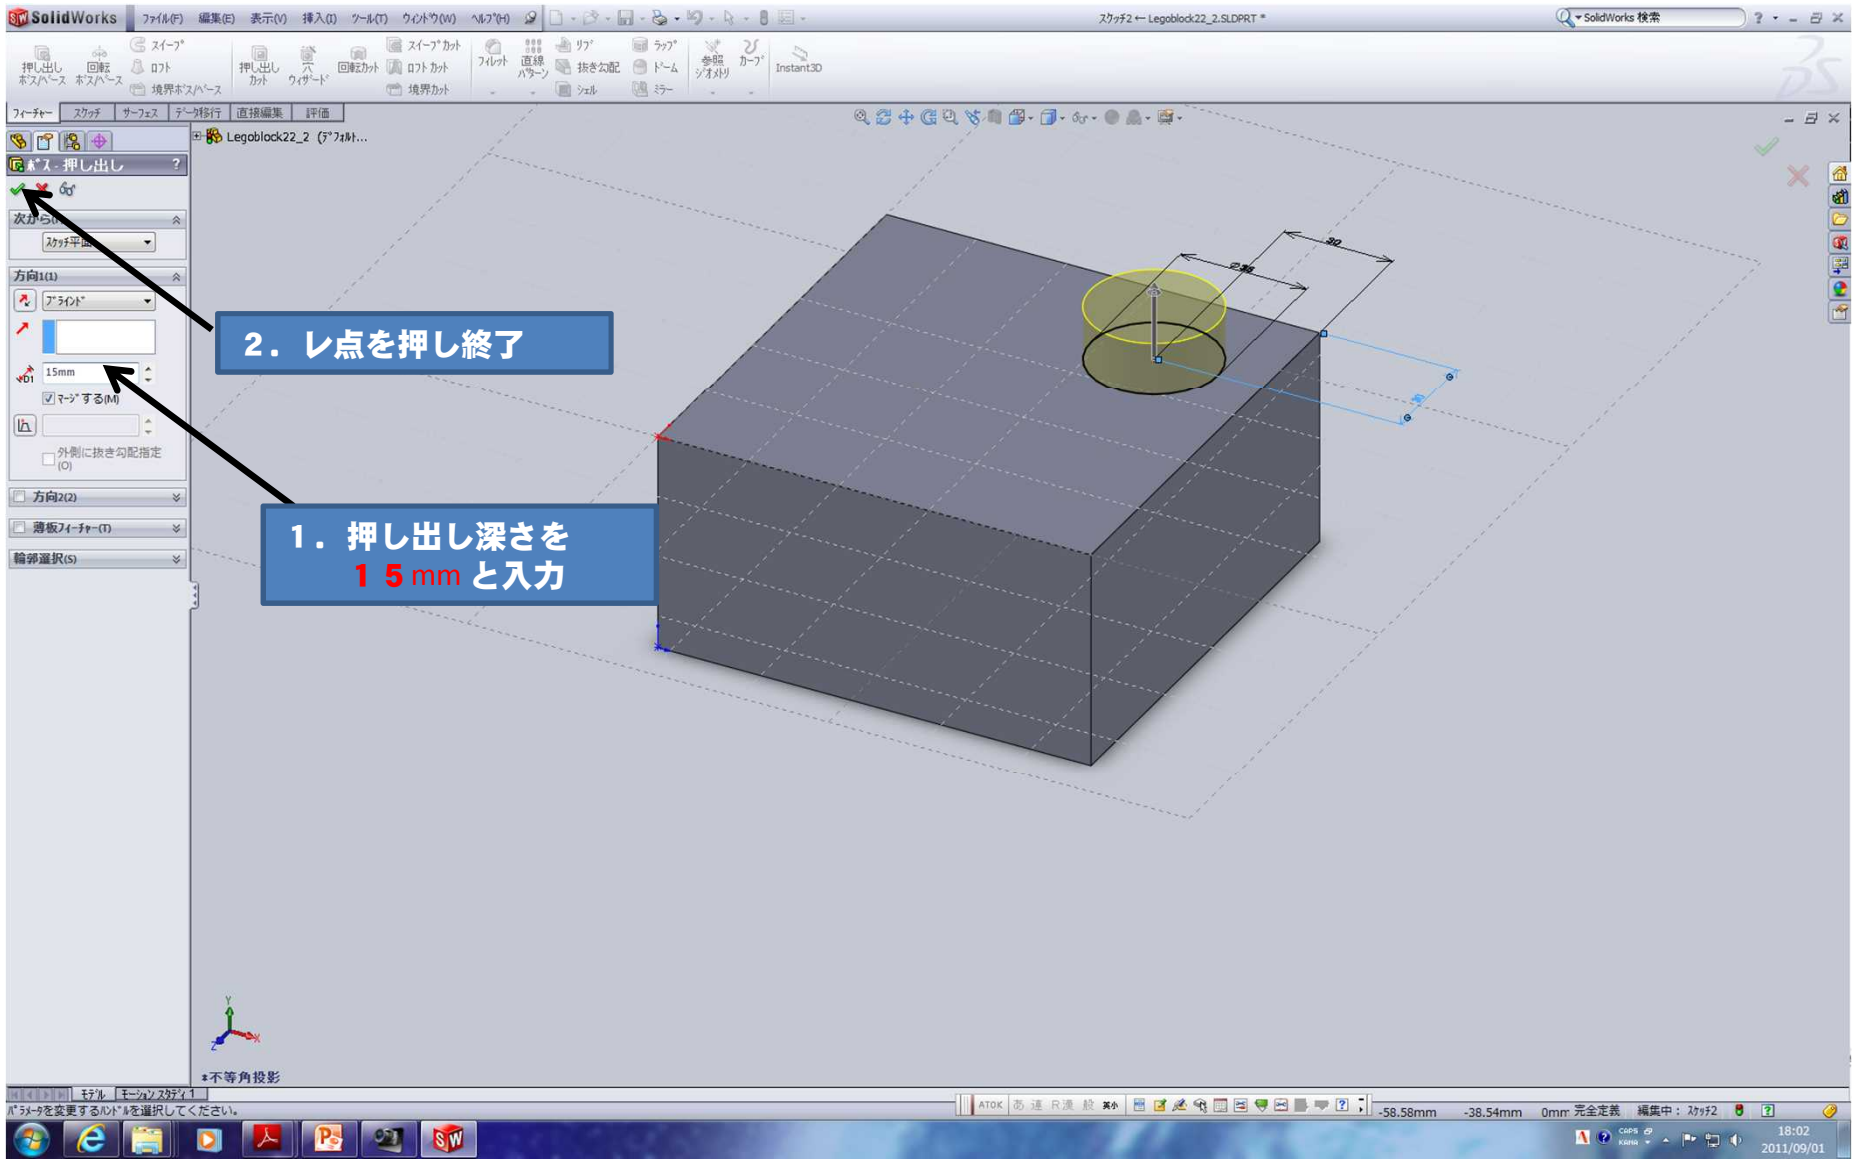 SolidWorks ファイル(F) 編集(E) 表示(V) 挿入(I) ツール(T) ウィンドウ(W) ヘルプ(H) スケッチ2 ← Legoblock22_2.SLDPRT * SolidWorks 検索
押し出し ボス/ベース
回転 ボス/ベース
スイープ
ロフト
境界ボス/ベース
押し出し カット
穴 ウィザード
回転カット
スイープ カット
ロフト カット
境界カット
フィレット
直線 パターン
リブ
抜き勾配
シェル
ラップ
ドーム
ミラー
参照 ジオメトリ
カーブ
Instant3D
フィーチャー スケッチ サーフェス データ移行 直接編集 評価
Legoblock22_2 (デフォルト...
ボス - 押し出し ?
次から(
スケッチ平面
方向1(1)
ブラインド
2. レ点を押し終了
D1 15mm
マージする(M)
外側に抜き勾配指定
(O)
方向2(2)
薄板フィーチャー(T)
輪郭選択(S)
1. 押し出し深さを
15mm と入力
30
Y
X
Z
*不等角投影
モデル モーション スタディ 1
パラメータを変更するハンドルを選択してください。
ATOK あ 連 R漢 般 英小
-58.58mm -38.54mm 0mm 完全定義 編集中: スケッチ2
CAPS
KANA
18:02
2011/09/01